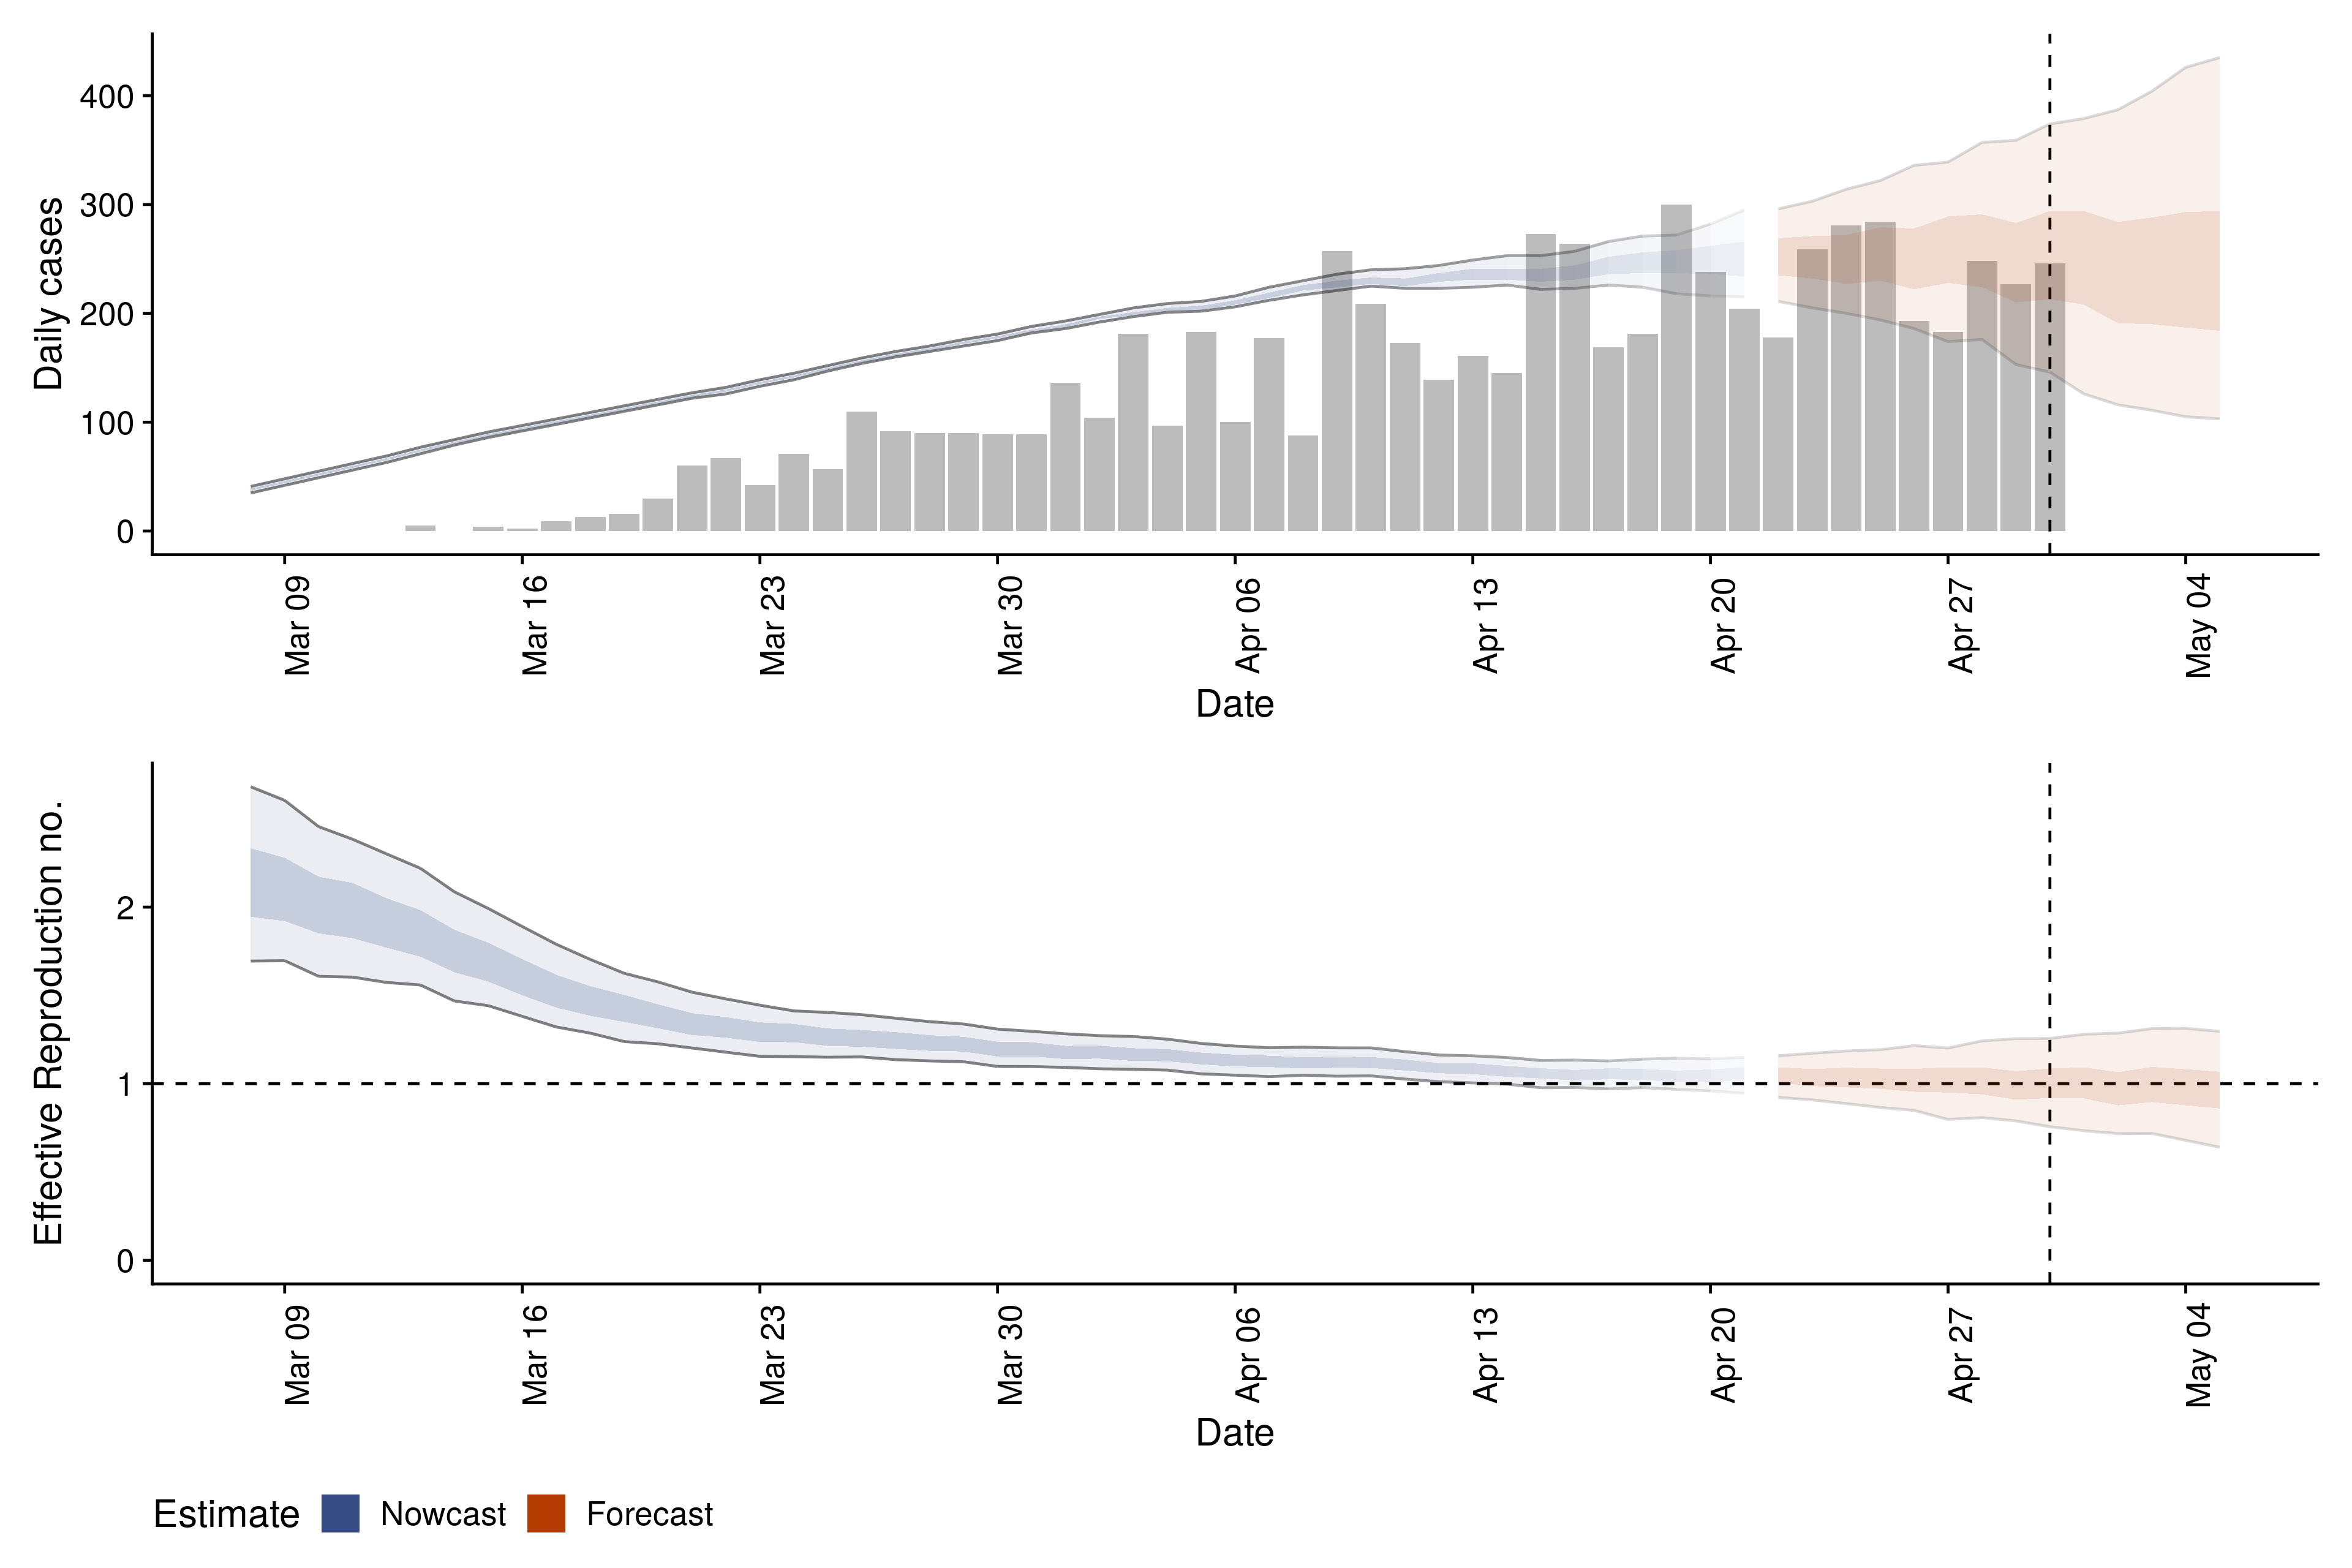 Daily cases
400
300
200
100
0
Mar 09
Mar 16
Mar 23
Mar 30
Apr 06
Apr 13
Apr 20
Apr 27
May 04
Date
Effective Reproduction no.
2
1
0
Mar 09
Mar 16
Mar 23
Mar 30
Apr 06
Apr 13
Apr 20
Apr 27
May 04
Date
Estimate Nowcast Forecast